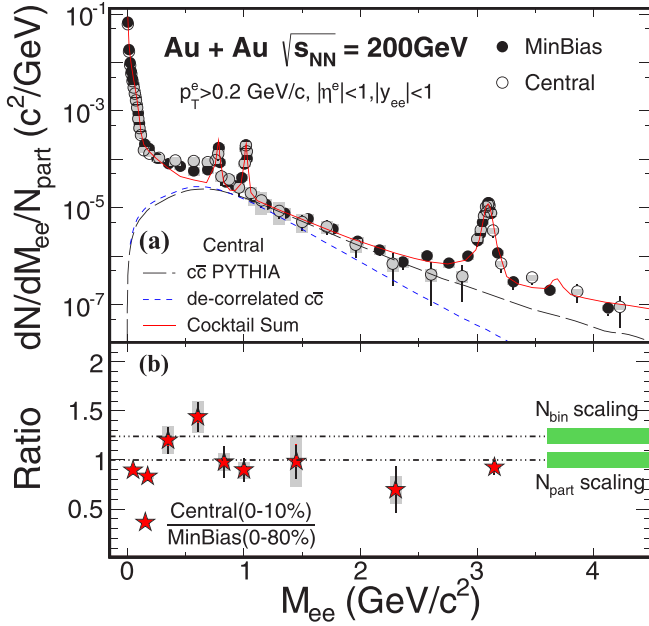 10⁻¹
10⁻³
10⁻⁵
10⁻⁷
dN/dM_ee/N_part (c²/GeV)
Au + Au √s_NN = 200GeV
p_T^e>0.2 GeV/c, |η^e|<1,|y_ee|<1
MinBias
Central
(a)
Central
cc̄ PYTHIA
de-correlated cc̄
Cocktail Sum
(b)
2
1.5
1
0.5
Ratio
N_bin scaling
N_part scaling
Central(0-10%)
MinBias(0-80%)
0 1 2 3 4
M_ee (GeV/c²)